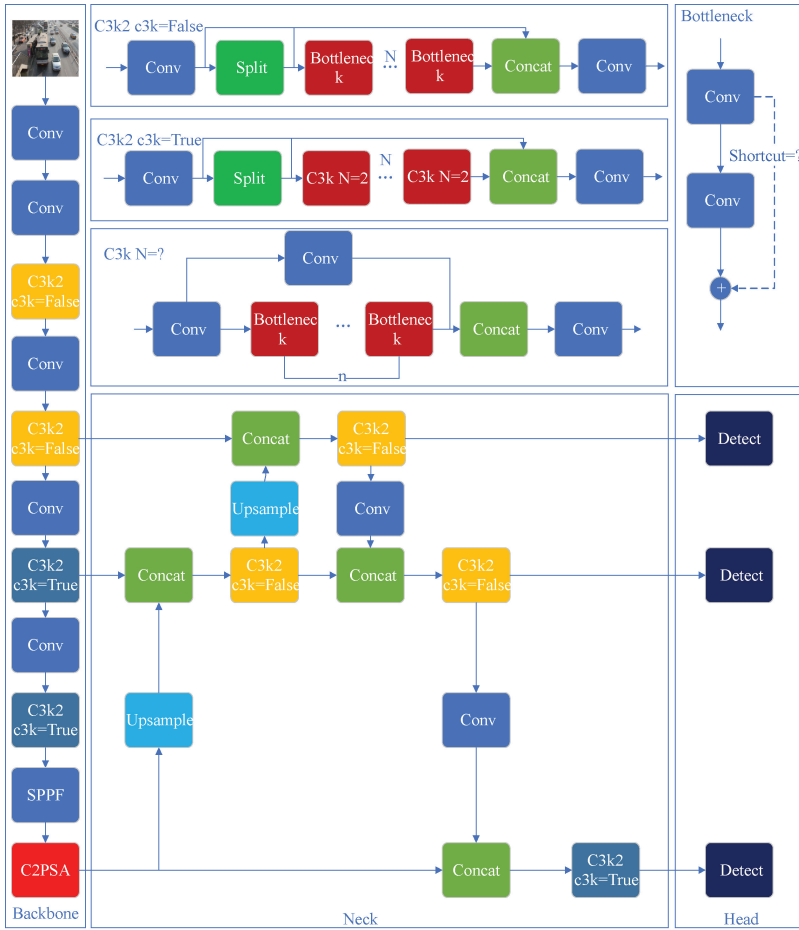 C3k2 c3k=False
Conv
Split
Bottlenec
k
N
...
Bottlenec
k
Concat
Conv
C3k2 c3k=True
Conv
Split
C3k N=2
N
...
C3k N=2
Concat
Conv
C3k N=?
Conv
Conv
Bottlenec
k
...
Bottlenec
k
n
Concat
Conv
Bottleneck
Conv
Shortcut=?
Conv
+
Conv
Conv
C3k2
c3k=False
Conv
C3k2
c3k=False
Conv
C3k2
c3k=True
Conv
C3k2
c3k=True
SPPF
C2PSA
Backbone
Concat
C3k2
c3k=False
Upsample
Conv
Concat
C3k2
c3k=False
Concat
C3k2
c3k=False
Upsample
Conv
Concat
C3k2
c3k=True
Neck
Detect
Detect
Detect
Head